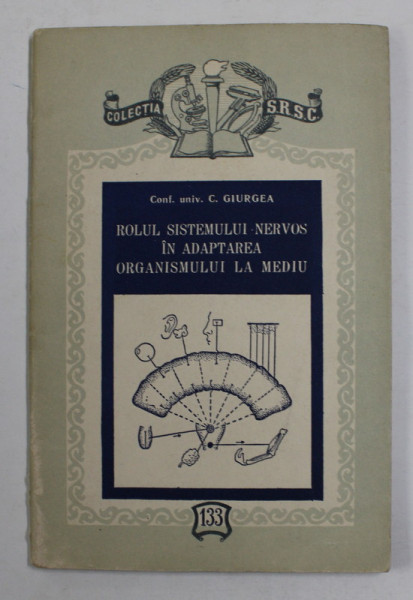 COLECTIA S.R.S.C.
Conf. univ. C. GIURGEA
ROLUL SISTEMULUI NERVOS
ÎN ADAPTAREA
ORGANISMULUI LA MEDIU
133